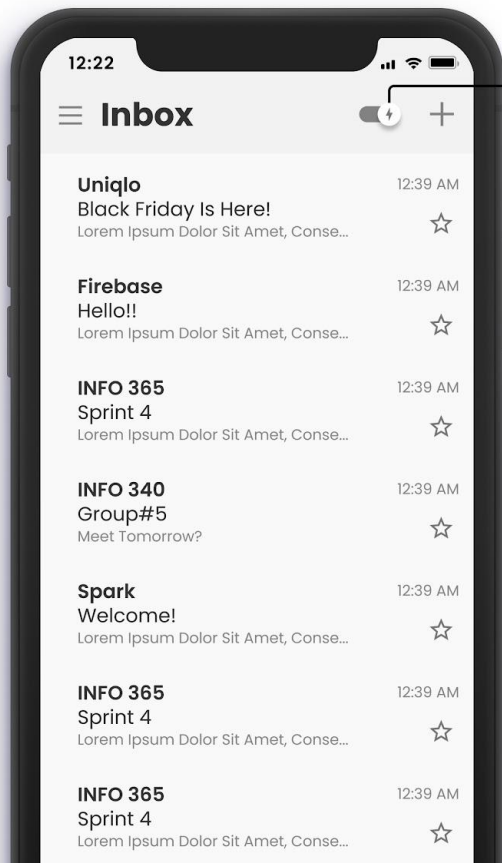 12:22
Inbox
Uniqlo 12:39 AM
Black Friday Is Here!
Lorem Ipsum Dolor Sit Amet, Conse...
Firebase 12:39 AM
Hello!!
Lorem Ipsum Dolor Sit Amet, Conse...
INFO 365 12:39 AM
Sprint 4
Lorem Ipsum Dolor Sit Amet, Conse...
INFO 340 12:39 AM
Group#5
Meet Tomorrow?
Spark 12:39 AM
Welcome!
Lorem Ipsum Dolor Sit Amet, Conse...
INFO 365 12:39 AM
Sprint 4
Lorem Ipsum Dolor Sit Amet, Conse...
INFO 365 12:39 AM
Sprint 4
Lorem Ipsum Dolor Sit Amet, Conse...